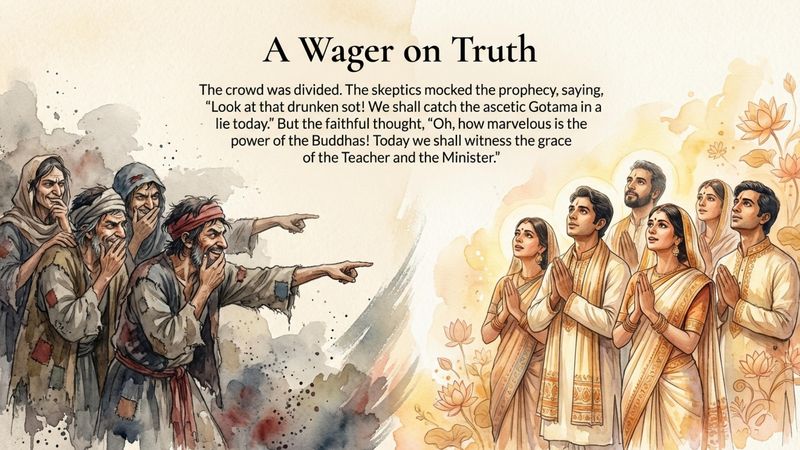 A Wager on Truth
The crowd was divided. The skeptics mocked the prophecy, saying,
“Look at that drunken sot! We shall catch the ascetic Gotama in a
lie today.” But the faithful thought, “Oh, how marvelous is the
power of the Buddhas! Today we shall witness the grace
of the Teacher and the Minister.”